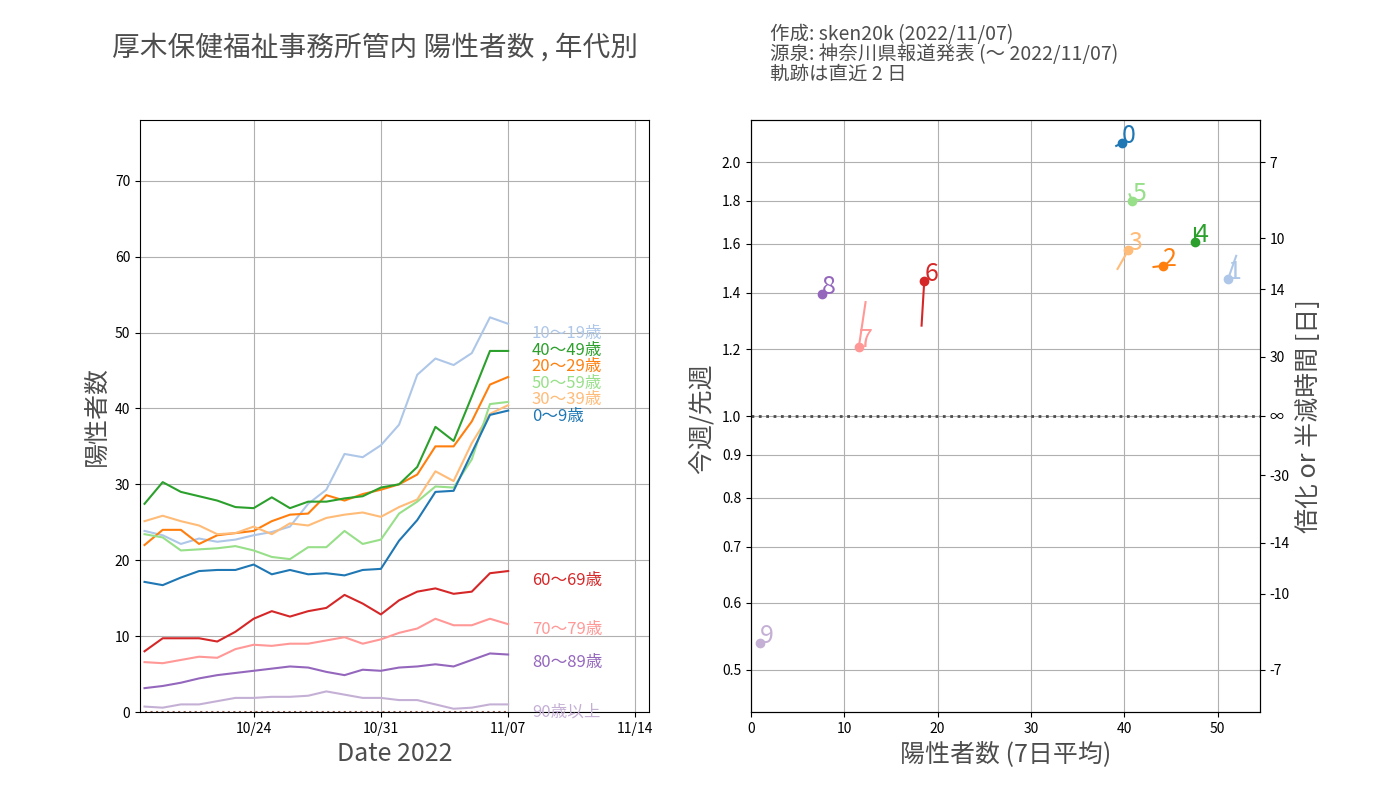 厚木保健福祉事務所管内 陽性者数 , 年代別
作成: sken20k (2022/11/07)
源泉: 神奈川県報道発表 (～ 2022/11/07)
軌跡は直近 2 日
陽性者数
70
60
50
40
30
20
10
0
10～19歳
40～49歳
20～29歳
50～59歳
30～39歳
0～9歳
60～69歳
70～79歳
80～89歳
90歳以上
10/24
10/31
11/07
11/14
Date 2022
今週/先週
2.0
1.8
1.6
1.4
1.2
1.0
0.9
0.8
0.7
0.6
0.5
0
5
4
3
2
1
6
8
7
9
7
10
14
30
∞
-30
-14
-10
-7
倍化 or 半減時間 [日]
0
10
20
30
40
50
陽性者数 (7日平均)